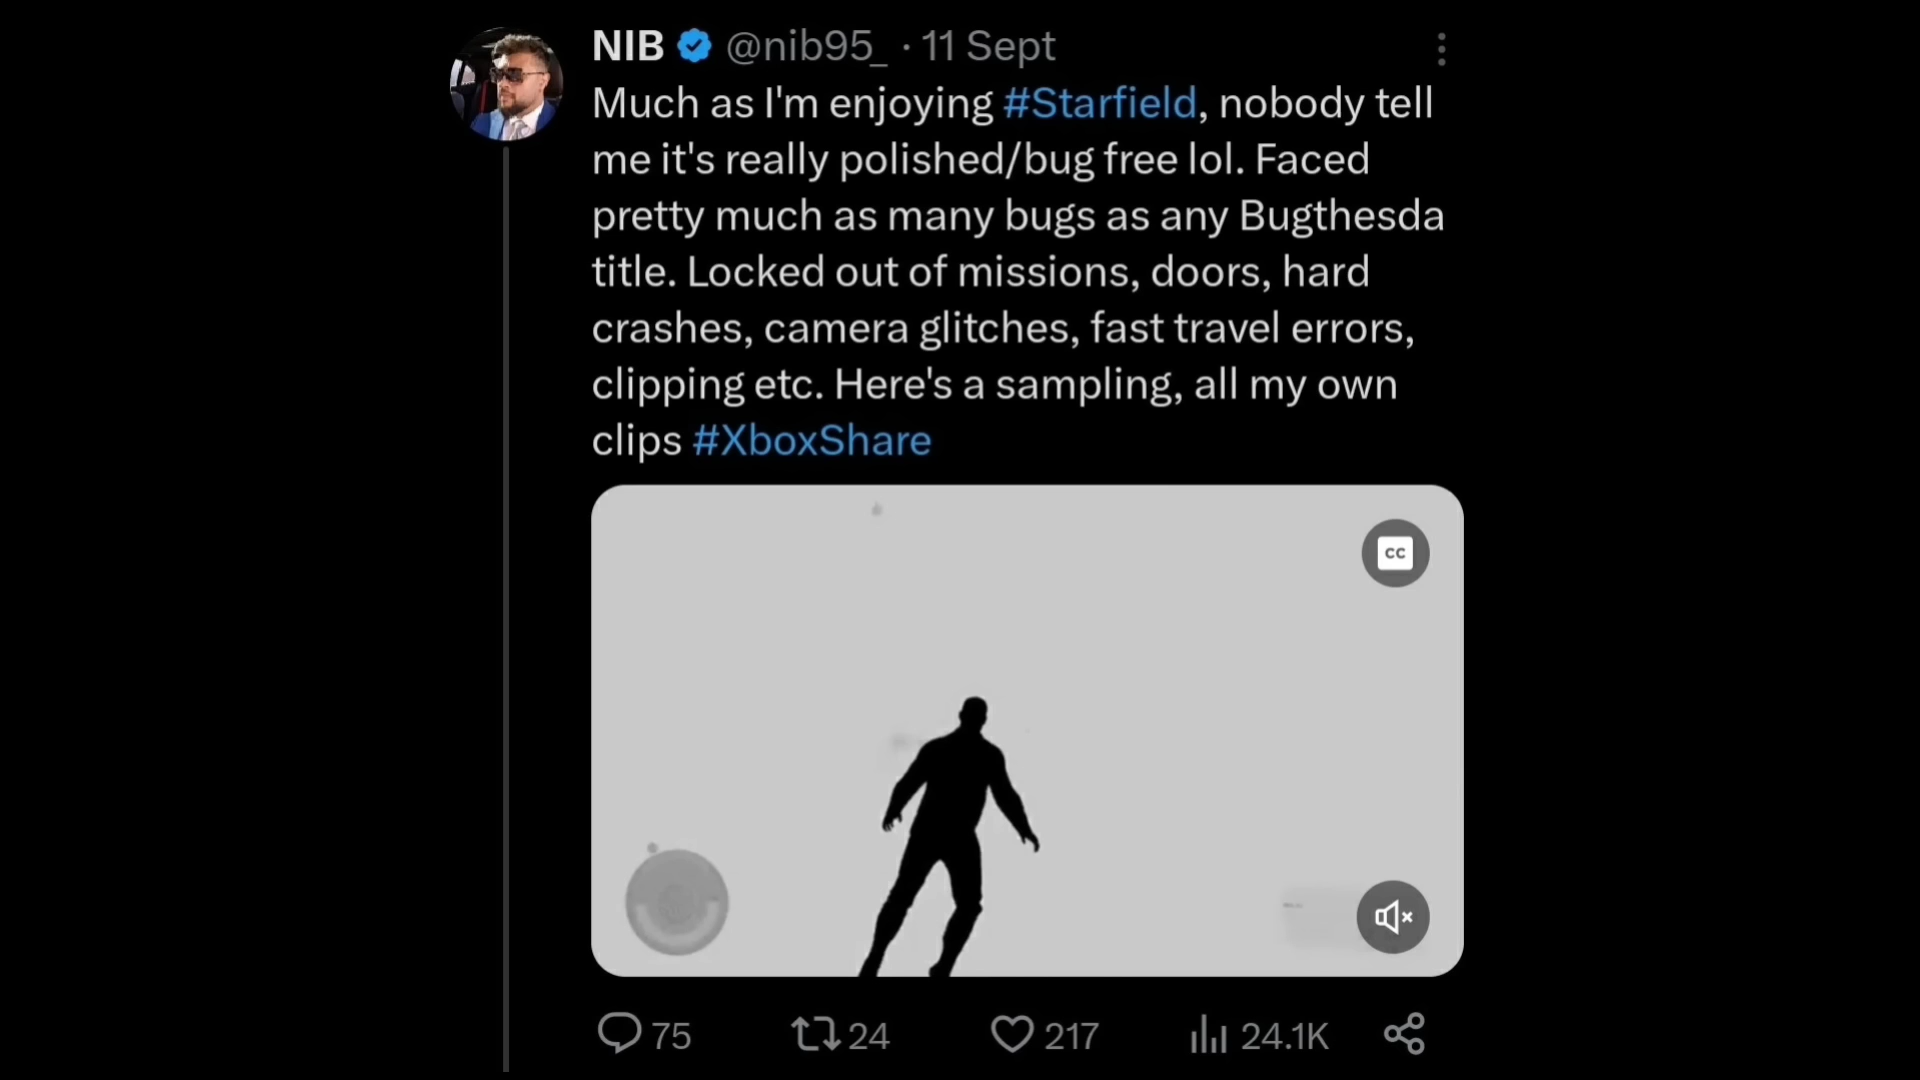 NIB @nib95_ · 11 Sept
Much as I'm enjoying #Starfield, nobody tell
me it's really polished/bug free lol. Faced
pretty much as many bugs as any Bugthesda
title. Locked out of missions, doors, hard
crashes, camera glitches, fast travel errors,
clipping etc. Here's a sampling, all my own
clips #XboxShare
CC
75 24 217 24.1K